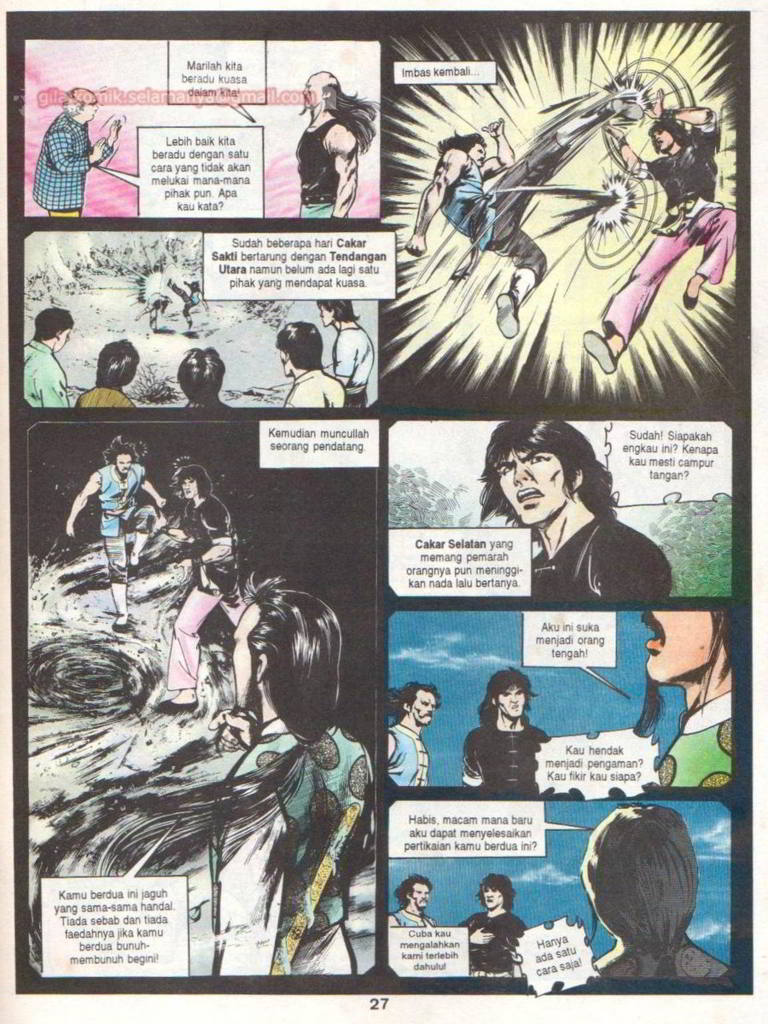 Marilah kita
beradu kuasa
dalam kita!
Lebih baik kita
beradu dengan satu
cara yang tidak akan
melukai mana-mana
pihak pun. Apa
kau kata?
Imbas kembali...
Sudah beberapa hari Cakar
Sakti bertarung dengan Tendangan
Utara namun belum ada lagi satu
pihak yang mendapat kuasa.
Kemudian muncullah
seorang pendatang.
Kamu berdua ini jaguh
yang sama-sama handal.
Tiada sebab dan tiada
faedahnya jika kamu
berdua bunuh-
membunuh begini!
Sudah! Siapakah
engkau ini? Kenapa
kau mesti campur
tangan?
Cakar Selatan yang
memang pemarah
orangnya pun meninggi-
kan nada lalu bertanya.
Aku ini suka
menjadi orang
tengah!
Kau hendak
menjadi pengaman?
Kau fikir kau siapa?
Habis, macam mana baru
aku dapat menyelesaikan
pertikaian kamu berdua ini?
Cuba kau
mengalahkan
kami terlebih
dahulu!
Hanya
ada satu
cara saja!
27